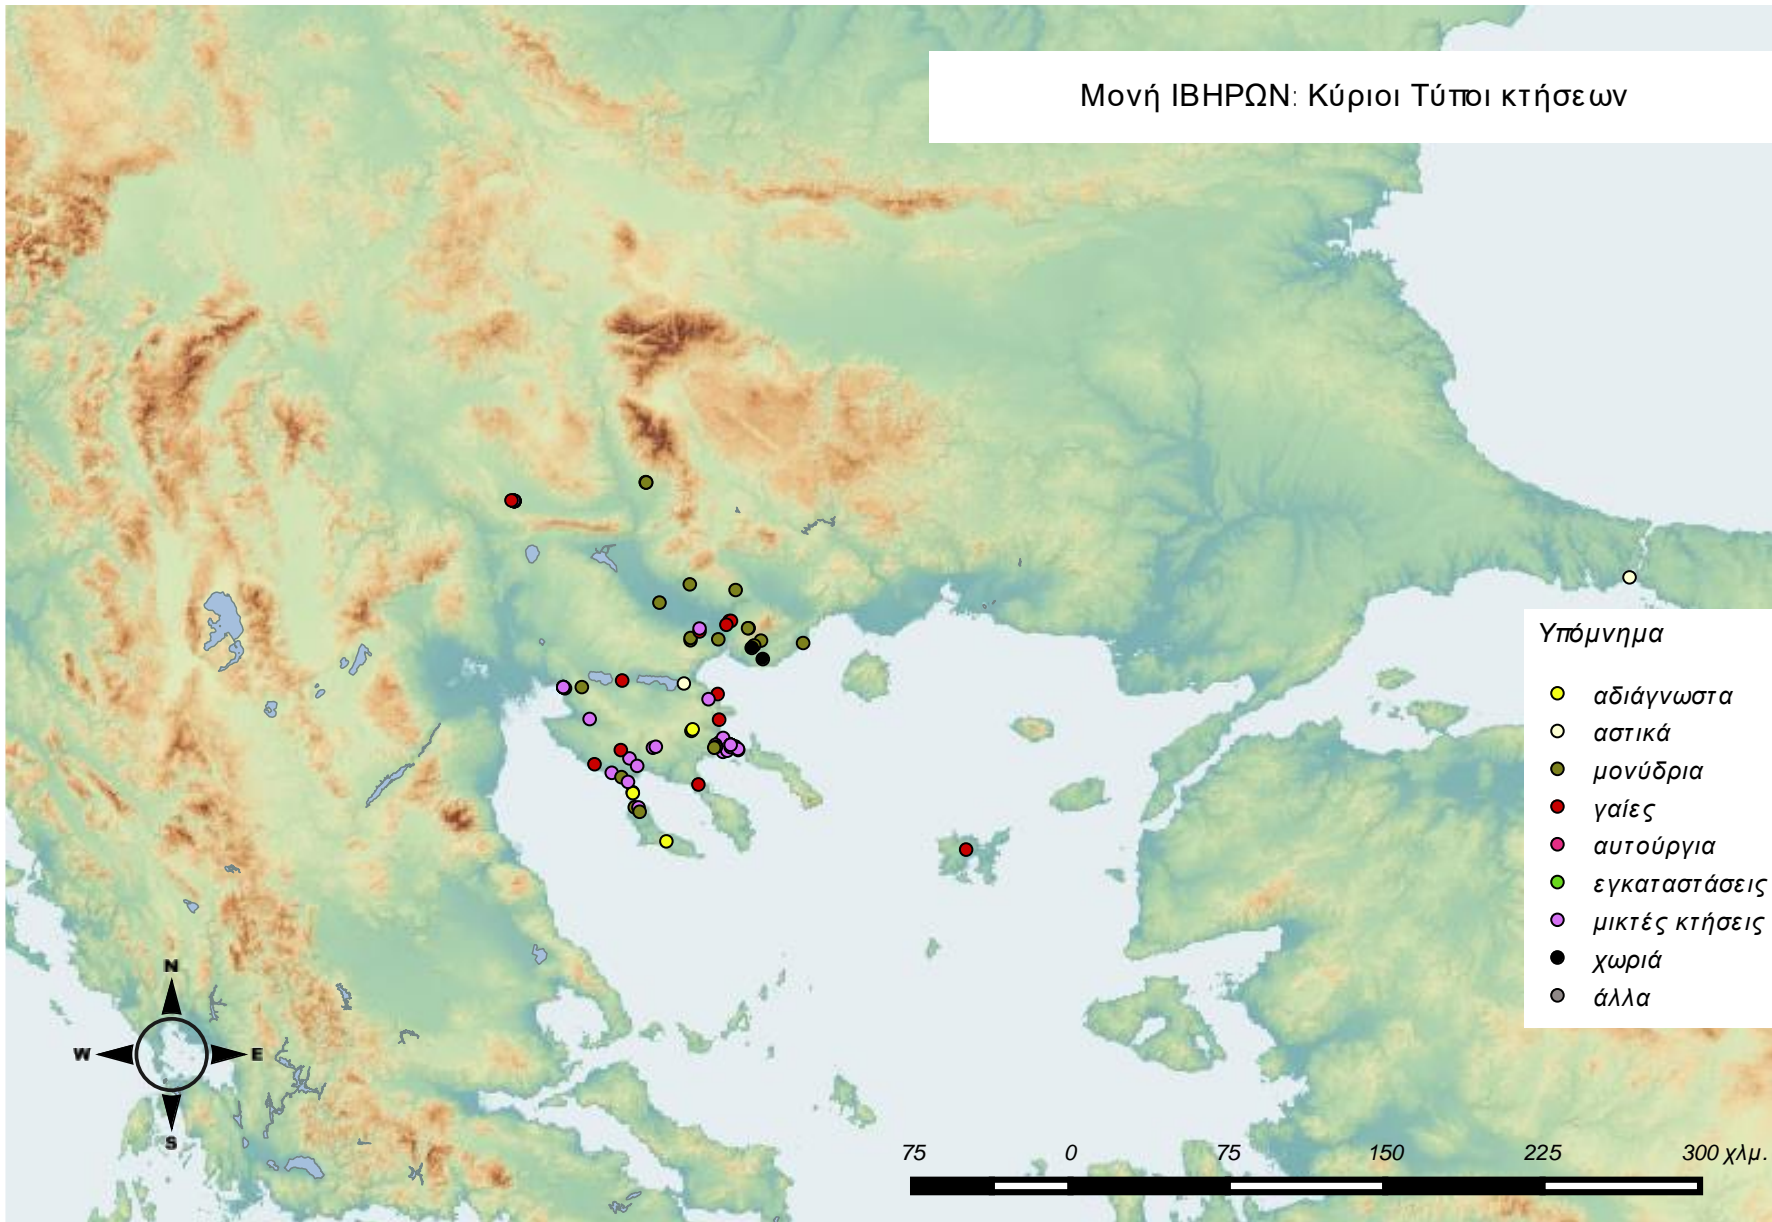 Μονή ΙΒΗΡΩΝ: Κύριοι Τύποι κτήσεων
Υπόμνημα
αδιάγνωστα
αστικά
μονύδρια
γαίες
αυτούργια
εγκαταστάσεις
μικτές κτήσεις
χωριά
άλλα
N
W E
S
75 0 75 150 225 300 χλμ.